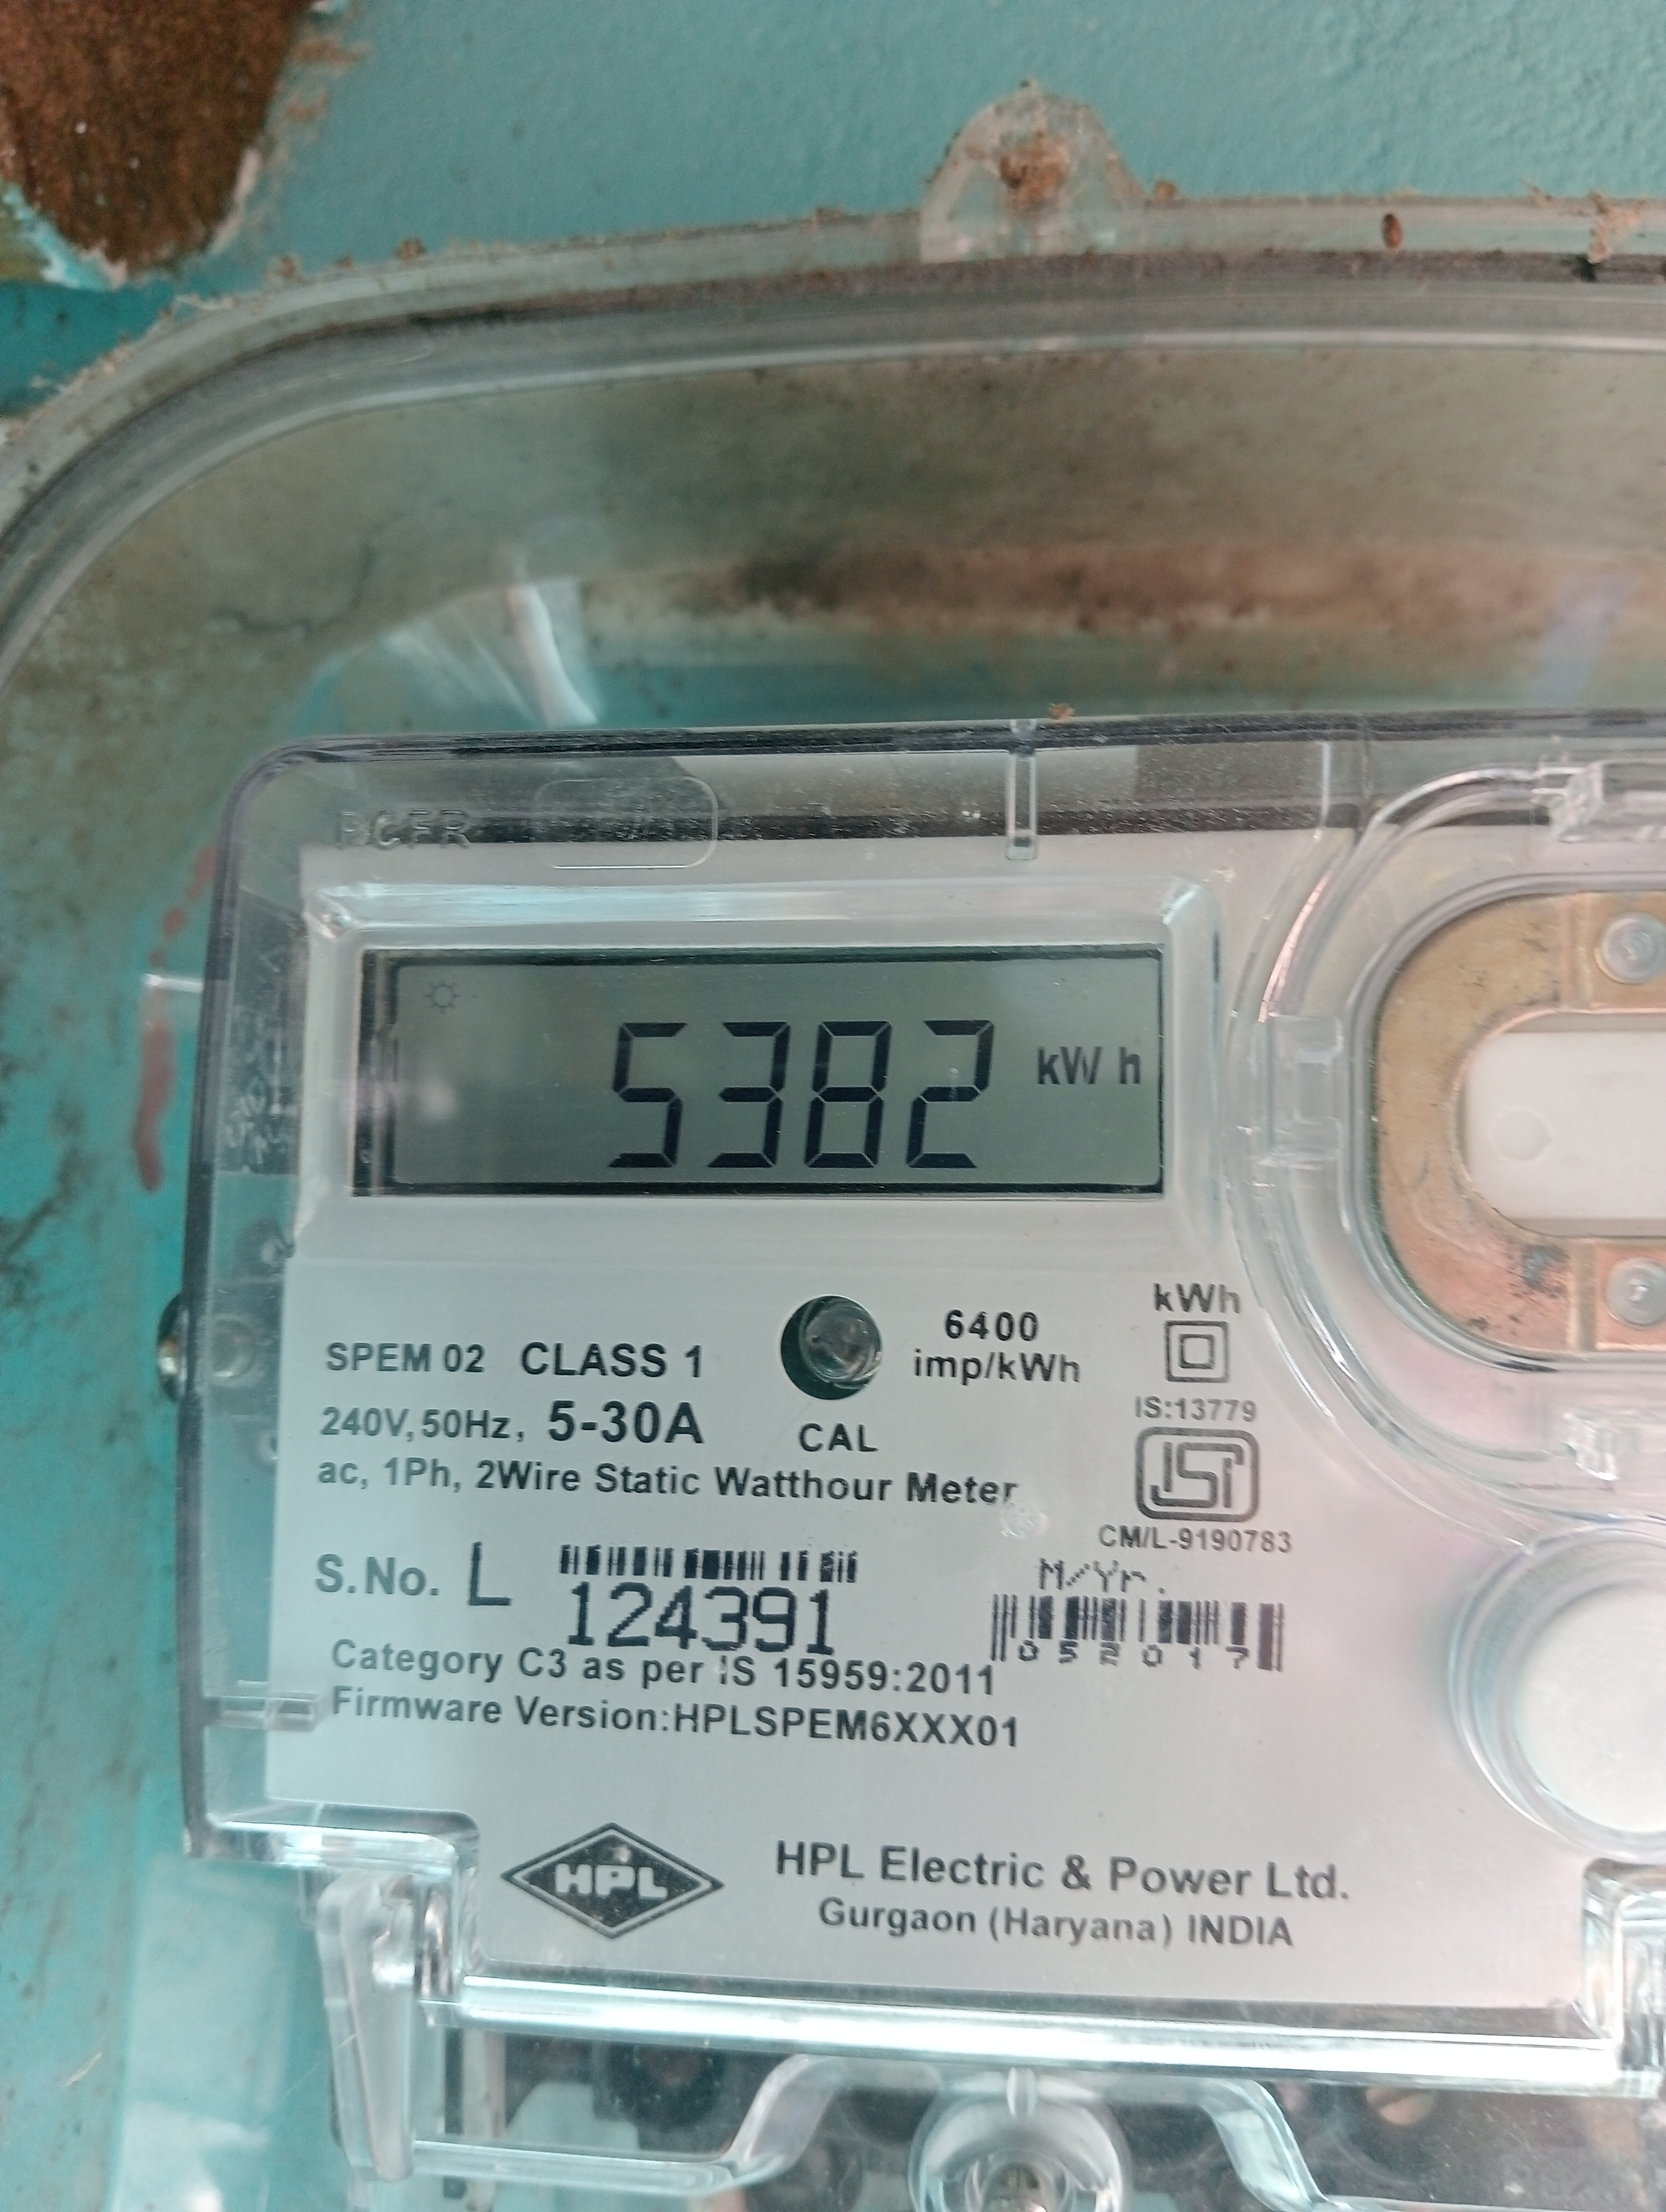 PCFR
5382 kWh
kWh
6400
imp/kWh
SPEM 02 CLASS 1
240V, 50Hz, 5-30A
CAL
IS:13779
ac, 1Ph, 2Wire Static Watthour Meter
ISI
CM/L-9190783
S.No. L 124391
M/Yr.
052017
Category C3 as per IS 15959:2011
Firmware Version:HPLSPEM6XXX01
HPL
HPL Electric & Power Ltd.
Gurgaon (Haryana) INDIA